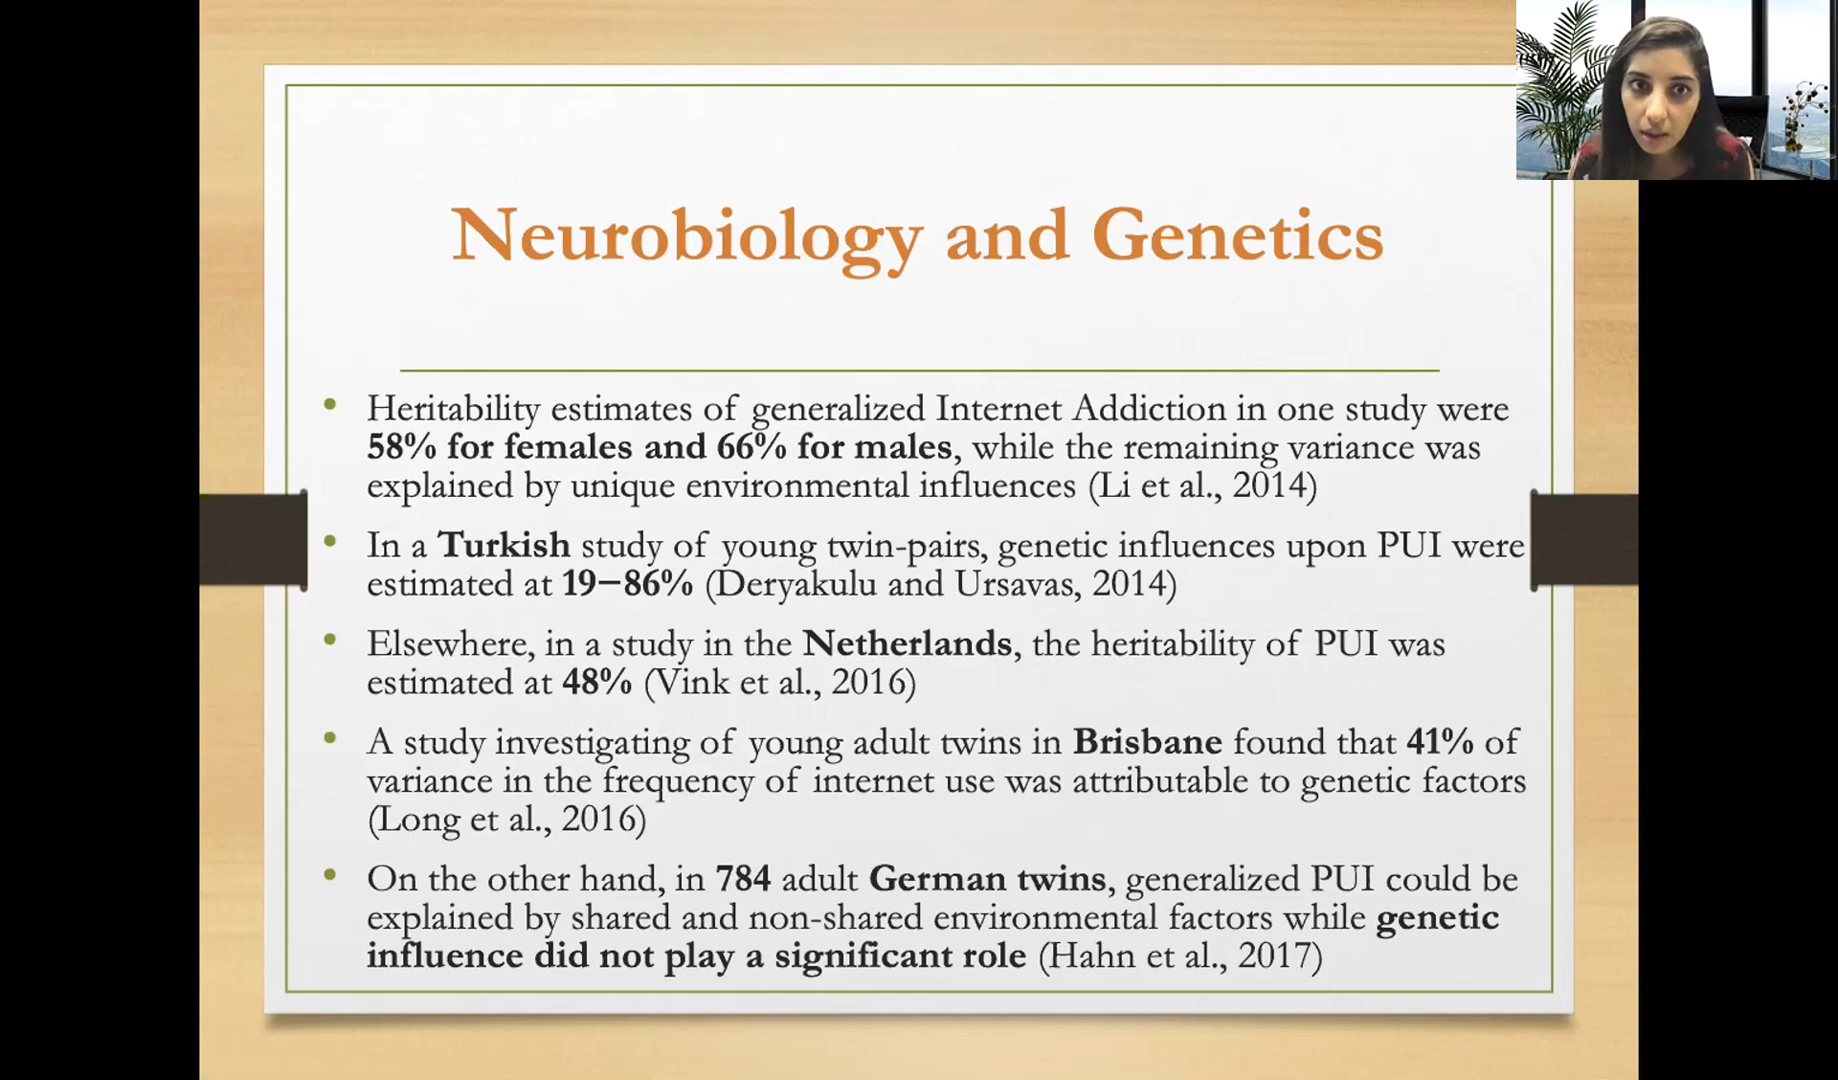 Neurobiology and Genetics
• Heritability estimates of generalized Internet Addiction in one study were
58% for females and 66% for males, while the remaining variance was
explained by unique environmental influences (Li et al., 2014)
• In a Turkish study of young twin-pairs, genetic influences upon PUI were
estimated at 19–86% (Deryakulu and Ursavas, 2014)
• Elsewhere, in a study in the Netherlands, the heritability of PUI was
estimated at 48% (Vink et al., 2016)
• A study investigating of young adult twins in Brisbane found that 41% of
variance in the frequency of internet use was attributable to genetic factors
(Long et al., 2016)
• On the other hand, in 784 adult German twins, generalized PUI could be
explained by shared and non-shared environmental factors while genetic
influence did not play a significant role (Hahn et al., 2017)